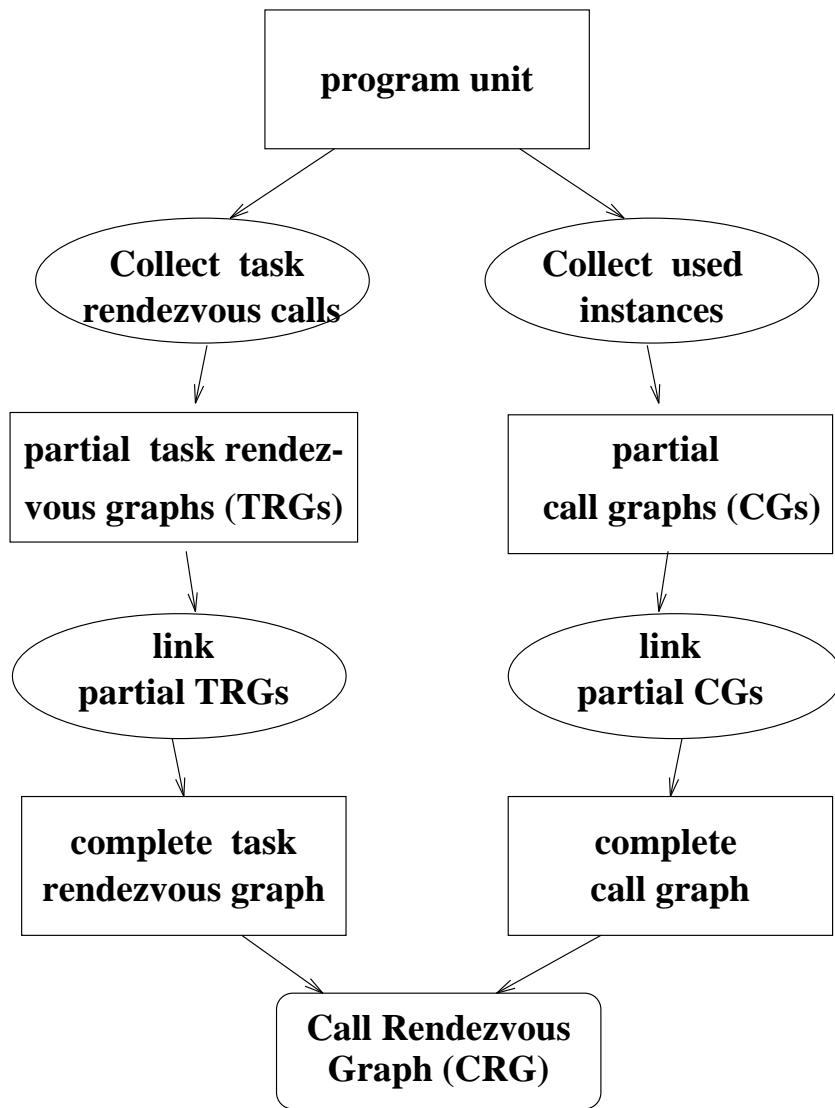 program unit
Collect task
rendezvous calls
Collect used
instances
partial task rendez-
vous graphs (TRGs)
partial
call graphs (CGs)
link
partial TRGs
link
partial CGs
complete task
rendezvous graph
complete
call graph
Call Rendezvous
Graph (CRG)